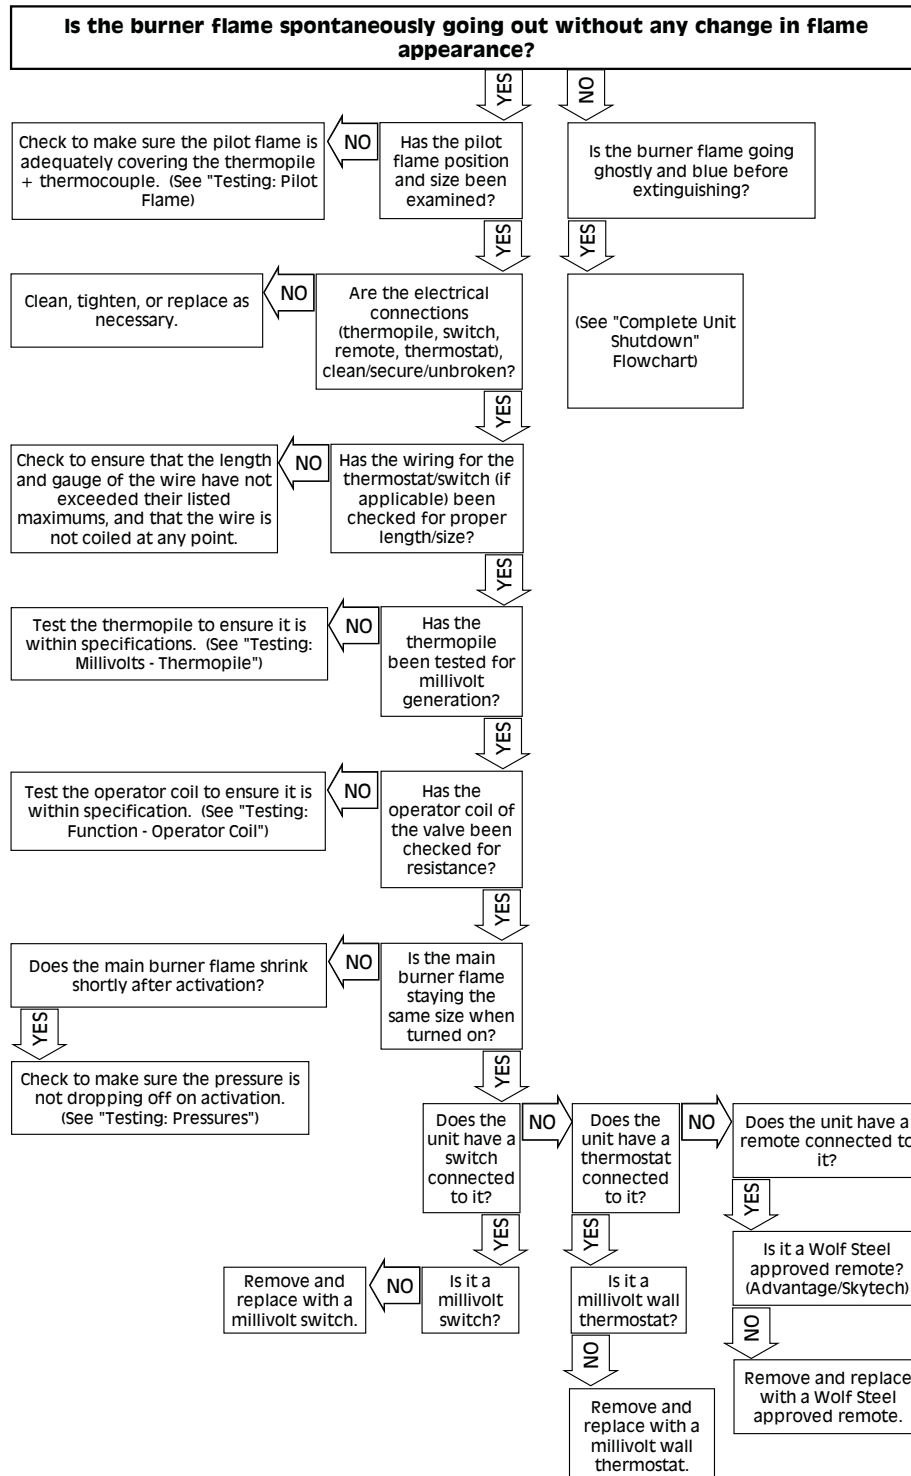 Is the burner flame spontaneously going out without any change in flame
appearance?
YES
NO
Check to make sure the pilot flame is
adequately covering the thermopile
+ thermocouple. (See "Testing: Pilot
Flame)
NO
Has the pilot
flame position
and size been
examined?
Is the burner flame going
ghostly and blue before
extinguishing?
YES
YES
Clean, tighten, or replace as
necessary.
NO
Are the electrical
connections
(thermopile, switch,
remote, thermostat),
clean/secure/unbroken?
(See "Complete Unit
Shutdown"
Flowchart)
YES
Check to ensure that the length
and gauge of the wire have not
exceeded their listed
maximums, and that the wire is
not coiled at any point.
NO
Has the wiring for the
thermostat/switch (if
applicable) been
checked for proper
length/size?
YES
Test the thermopile to ensure it is
within specifications. (See "Testing:
Millivolts - Thermopile")
NO
Has the
thermopile
been tested for
millivolt
generation?
YES
Test the operator coil to ensure it is
within specification. (See "Testing:
Function - Operator Coil")
NO
Has the
operator coil of
the valve been
checked for
resistance?
YES
Does the main burner flame shrink
shortly after activation?
NO
Is the main
burner flame
staying the
same size when
turned on?
YES
Check to make sure the pressure is
not dropping off on activation.
(See "Testing: Pressures")
YES
Does the
unit have a
switch
connected
to it?
NO
Does the
unit have a
thermostat
connected
to it?
NO
Does the unit have a
remote connected to
it?
YES
YES
YES
Remove and
replace with a
millivolt switch.
NO
Is it a
millivolt
switch?
Is it a
millivolt wall
thermostat?
Is it a Wolf Steel
approved remote?
(Advantage/Skytech)
NO
NO
Remove and
replace with a
millivolt wall
thermostat.
Remove and replace
with a Wolf Steel
approved remote.